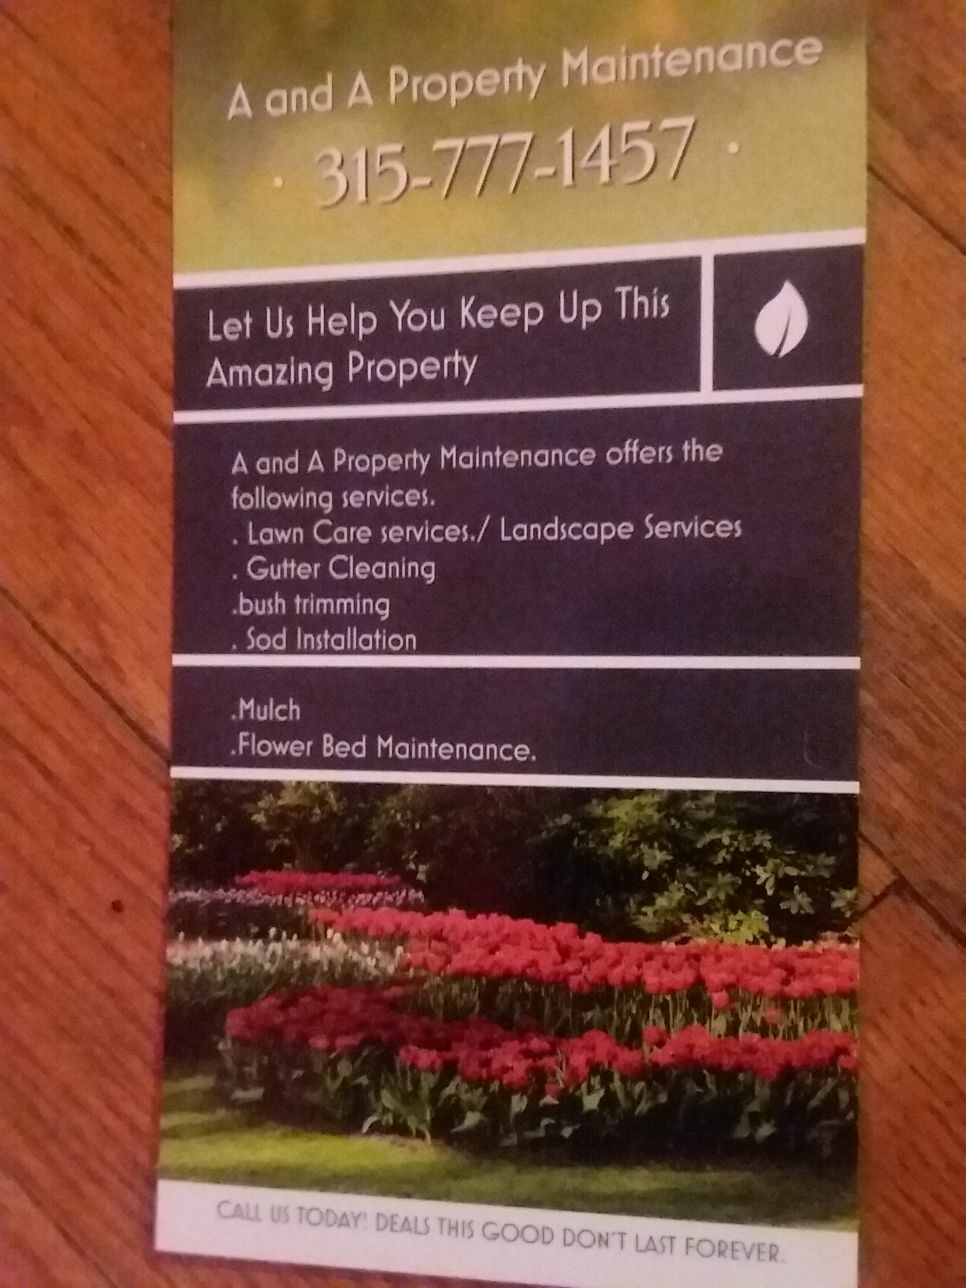 A and A Property Maintenance
· 315-777-1457 ·
Let Us Help You Keep Up This
Amazing Property
A and A Property Maintenance offers the
following services.
. Lawn Care services./ Landscape Services
. Gutter Cleaning
.bush trimming
. Sod Installation
.Mulch
.Flower Bed Maintenance.
CALL US TODAY! DEALS THIS GOOD DON'T LAST FOREVER.